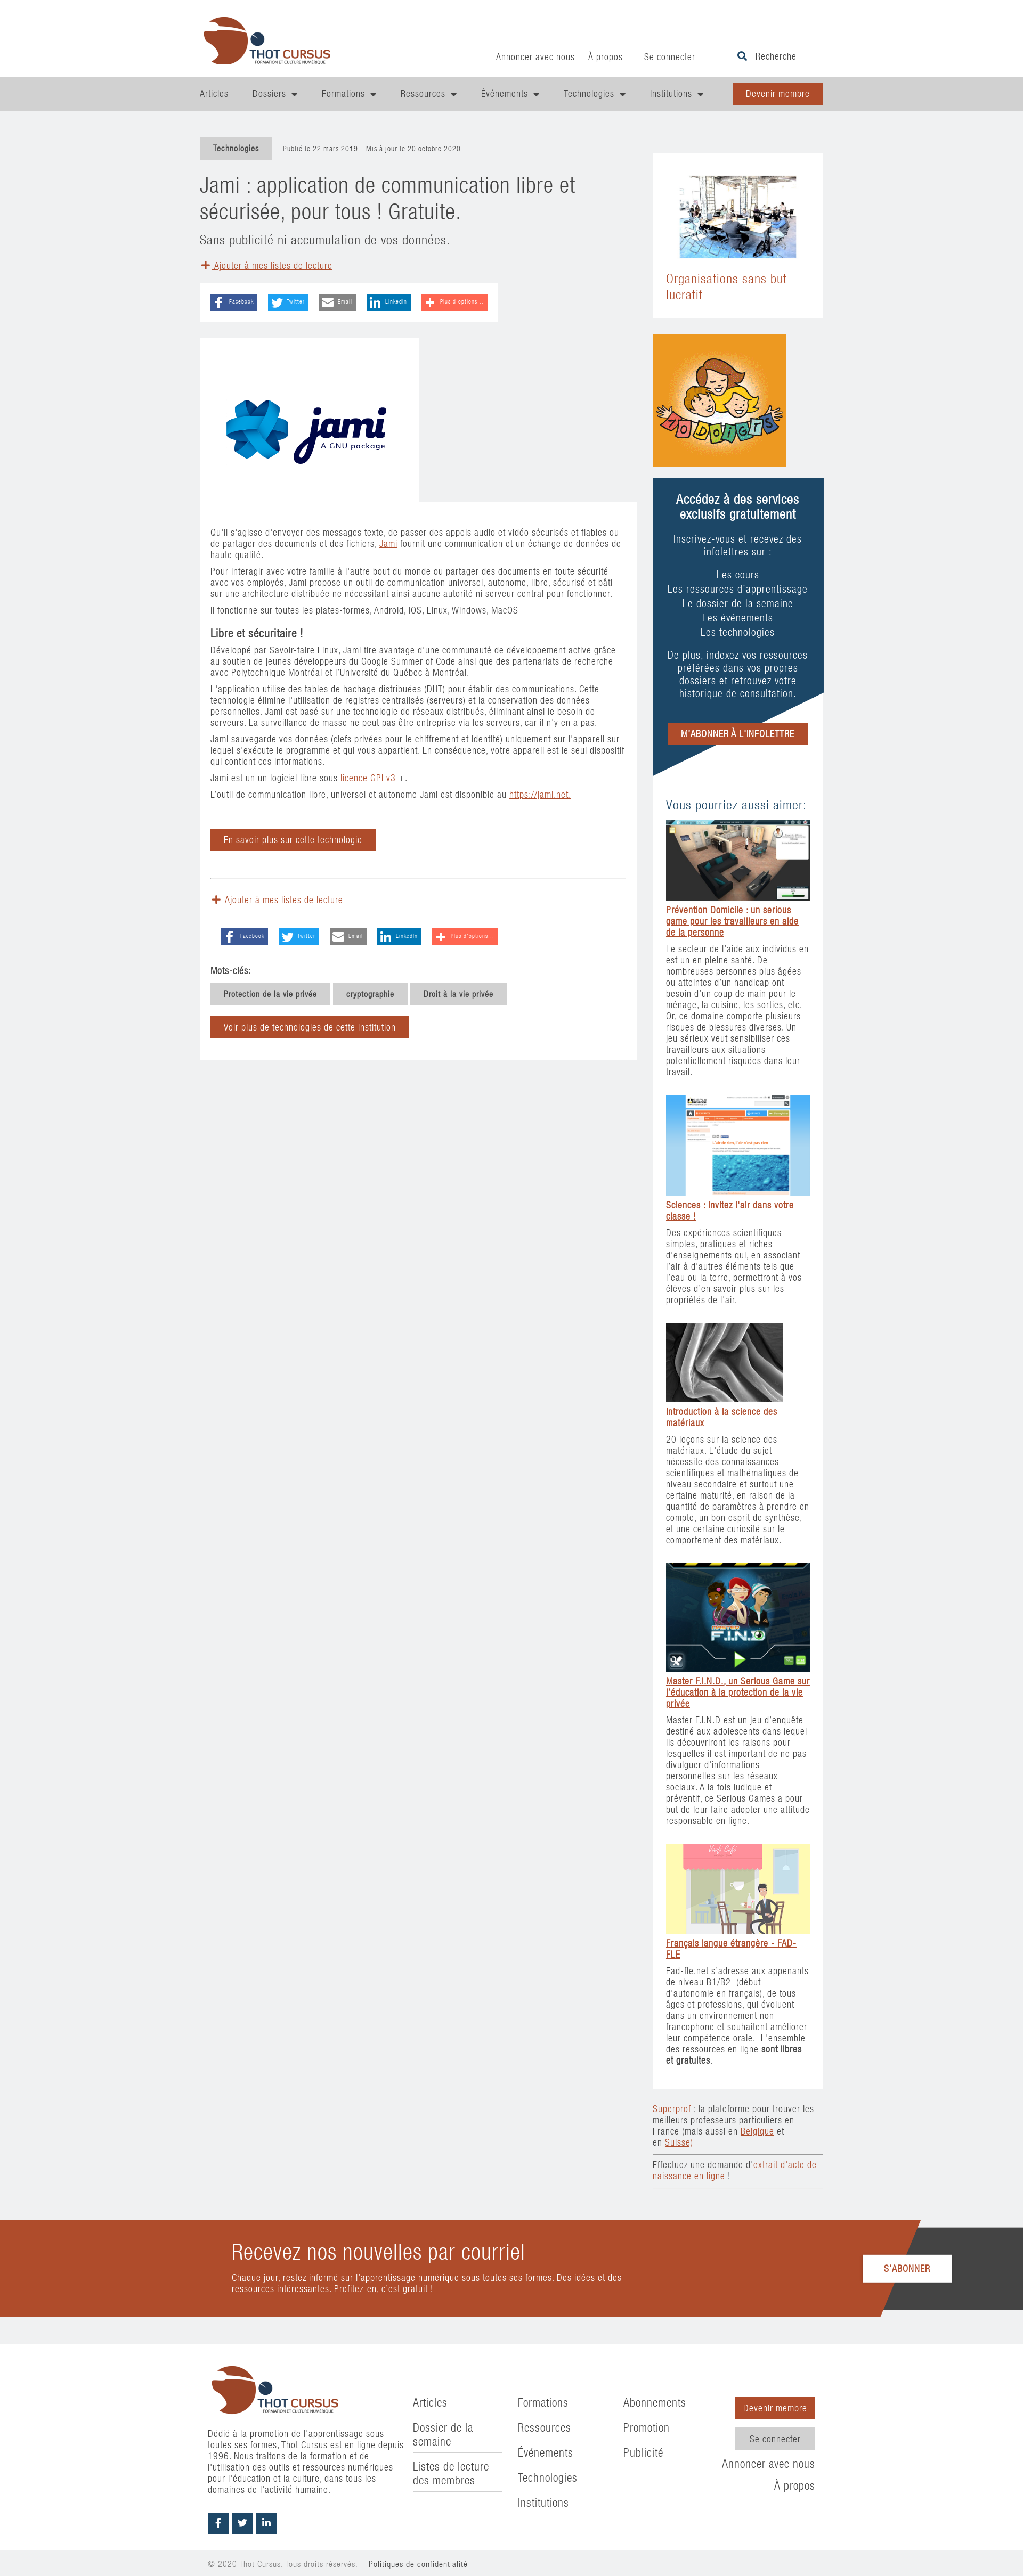 THOT CURSUS
FORMATION ET CULTURE NUMÉRIQUE
Annoncer avec nous À propos | Se connecter Recherche
Articles Dossiers Formations Ressources Événements Technologies Institutions Devenir membre
Technologies Publié le 22 mars 2019 Mis à jour le 20 octobre 2020
Jami : application de communication libre et
sécurisée, pour tous ! Gratuite.
Sans publicité ni accumulation de vos données.
Ajouter à mes listes de lecture
Facebook Twitter Email LinkedIn Plus d'options...
jami
A GNU package
Qu'il s'agisse d'envoyer des messages texte, de passer des appels audio et vidéo sécurisés et fiables ou
de partager des documents et des fichiers, Jami fournit une communication et un échange de données de
haute qualité.
Pour interagir avec votre famille à l'autre bout du monde ou partager des documents en toute sécurité
avec vos employés, Jami propose un outil de communication universel, autonome, libre, sécurisé et bâti
sur une architecture distribuée ne nécessitant ainsi aucune autorité ni serveur central pour fonctionner.
Il fonctionne sur toutes les plates-formes, Android, iOS, Linux, Windows, MacOS
Libre et sécuritaire !
Développé par Savoir-faire Linux, Jami tire avantage d'une communauté de développement active grâce
au soutien de jeunes développeurs du Google Summer of Code ainsi que des partenariats de recherche
avec Polytechnique Montréal et l'Université du Québec à Montréal.
L'application utilise des tables de hachage distribuées (DHT) pour établir des communications. Cette
technologie élimine l'utilisation de registres centralisés (serveurs) et la conservation des données
personnelles. Jami est basé sur une technologie de réseaux distribués, éliminant ainsi le besoin de
serveurs. La surveillance de masse ne peut pas être entreprise via les serveurs, car il n'y en a pas.
Jami sauvegarde vos données (clefs privées pour le chiffrement et identité) uniquement sur l'appareil sur
lequel s'exécute le programme et qui vous appartient. En conséquence, votre appareil est le seul dispositif
qui contient ces informations.
Jami est un un logiciel libre sous licence GPLv3 +.
L'outil de communication libre, universel et autonome Jami est disponible au https://jami.net.
En savoir plus sur cette technologie
Ajouter à mes listes de lecture
Facebook Twitter Email LinkedIn Plus d'options...
Mots-clés:
Protection de la vie privée cryptographie Droit à la vie privée
Voir plus de technologies de cette institution
Organisations sans but
lucratif
10 DOIGTS
Accédez à des services
exclusifs gratuitement
Inscrivez-vous et recevez des
infolettres sur :
Les cours
Les ressources d'apprentissage
Le dossier de la semaine
Les événements
Les technologies
De plus, indexez vos ressources
préférées dans vos propres
dossiers et retrouvez votre
historique de consultation.
M'ABONNER À L'INFOLETTRE
Vous pourriez aussi aimer:
Prévention Domicile : un serious
game pour les travailleurs en aide
de la personne
Le secteur de l'aide aux individus en
est un en pleine santé. De
nombreuses personnes plus âgées
ou atteintes d'un handicap ont
besoin d'un coup de main pour le
ménage, la cuisine, les sorties, etc.
Or, ce domaine comporte plusieurs
risques de blessures diverses. Un
jeu sérieux veut sensibiliser ces
travailleurs aux situations
potentiellement risquées dans leur
travail.
L'air de rien, l'air n'est pas rien
Sciences : invitez l'air dans votre
classe !
Des expériences scientifiques
simples, pratiques et riches
d'enseignements qui, en associant
l'air à d'autres éléments tels que
l'eau ou la terre, permettront à vos
élèves d'en savoir plus sur les
propriétés de l'air.
Introduction à la science des
matériaux
20 leçons sur la science des
matériaux. L'étude du sujet
nécessite des connaissances
scientifiques et mathématiques de
niveau secondaire et surtout une
certaine maturité, en raison de la
quantité de paramètres à prendre en
compte, un bon esprit de synthèse,
et une certaine curiosité sur le
comportement des matériaux.
MASTER
F.I.N.D
Master F.I.N.D., un Serious Game sur
l'éducation à la protection de la vie
privée
Master F.I.N.D est un jeu d'enquête
destiné aux adolescents dans lequel
ils découvriront les raisons pour
lesquelles il est important de ne pas
divulguer d'informations
personnelles sur les réseaux
sociaux. A la fois ludique et
préventif, ce Serious Games a pour
but de leur faire adopter une attitude
responsable en ligne.
Français langue étrangère - FAD-
FLE
Fad-fle.net s'adresse aux appenants
de niveau B1/B2 (début
d'autonomie en français), de tous
âges et professions, qui évoluent
dans un environnement non
francophone et souhaitent améliorer
leur compétence orale. L'ensemble
des ressources en ligne sont libres
et gratuites.
Superprof : la plateforme pour trouver les
meilleurs professeurs particuliers en
France (mais aussi en Belgique et
en Suisse)
Effectuez une demande d'extrait d'acte de
naissance en ligne !
Recevez nos nouvelles par courriel
Chaque jour, restez informé sur l'apprentissage numérique sous toutes ses formes. Des idées et des
ressources intéressantes. Profitez-en, c'est gratuit !
S'ABONNER
THOT CURSUS
FORMATION ET CULTURE NUMÉRIQUE
Dédié à la promotion de l'apprentissage sous
toutes ses formes, Thot Cursus est en ligne depuis
1996. Nous traitons de la formation et de
l'utilisation des outils et ressources numériques
pour l'éducation et la culture, dans tous les
domaines de l'activité humaine.
Articles
Dossier de la
semaine
Listes de lecture
des membres
Formations
Ressources
Événements
Technologies
Institutions
Abonnements
Promotion
Publicité
Devenir membre
Se connecter
Annoncer avec nous
À propos
© 2020 Thot Cursus. Tous droits réservés. Politiques de confidentialité